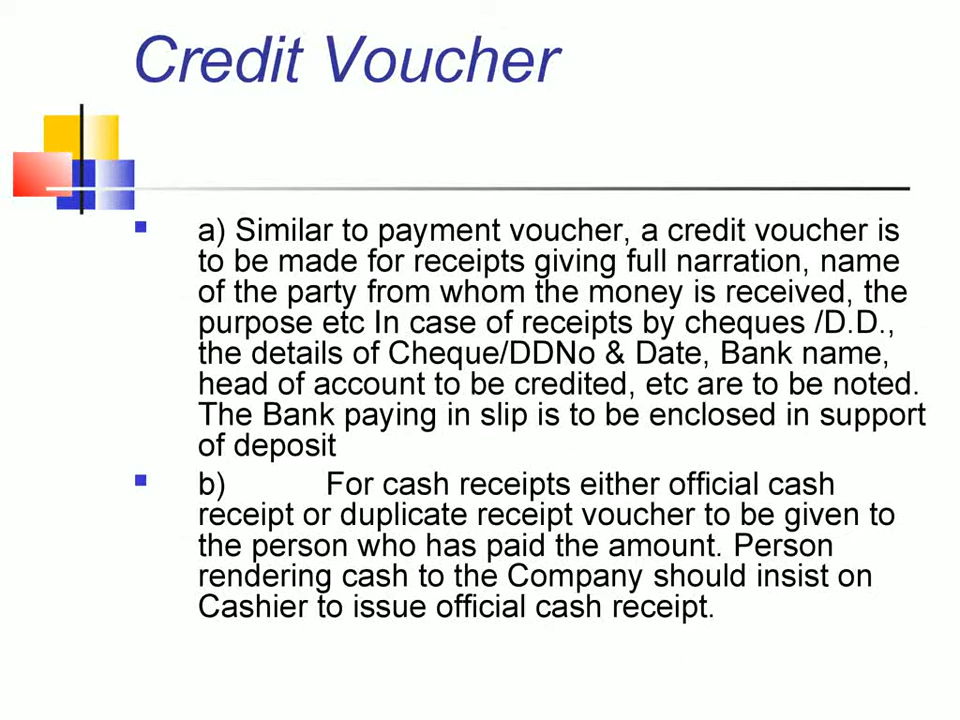 Credit Voucher
a) Similar to payment voucher, a credit voucher is
to be made for receipts giving full narration, name
of the party from whom the money is received, the
purpose etc In case of receipts by cheques /D.D.,
the details of Cheque/DDNo & Date, Bank name,
head of account to be credited, etc are to be noted.
The Bank paying in slip is to be enclosed in support
of deposit
b) For cash receipts either official cash
receipt or duplicate receipt voucher to be given to
the person who has paid the amount. Person
rendering cash to the Company should insist on
Cashier to issue official cash receipt.